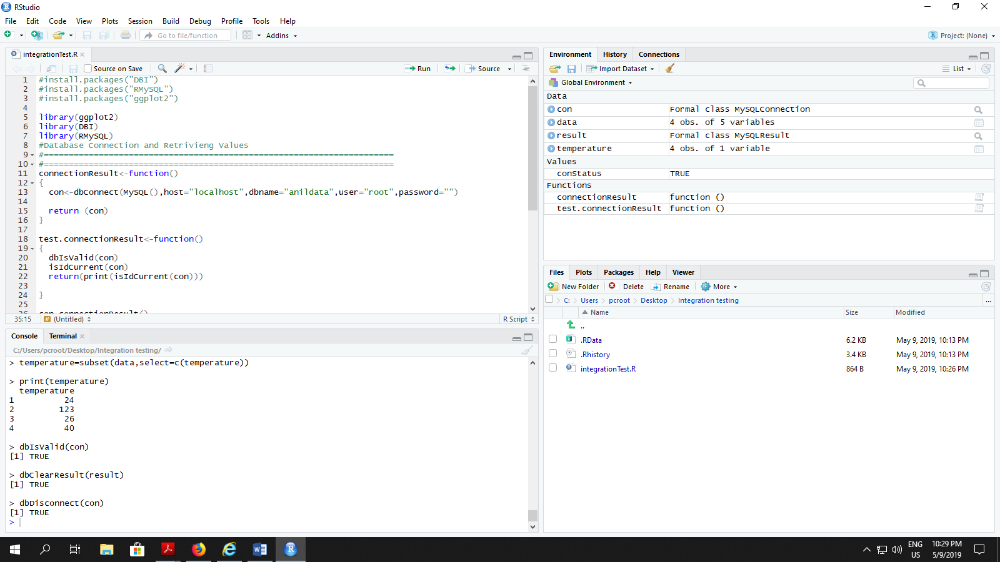 RStudio
File Edit Code View Plots Session Build Debug Profile Tools Help
Go to file/function Addins Project: (None)
integrationTest.R
Source on Save Run Source
1 #install.packages("DBI")
2 #install.packages("RMySQL")
3 #install.packages("ggplot2")
4
5 library(ggplot2)
6 library(DBI)
7 library(RMySQL)
8 #Database Connection and Retrivieng Values
9 #======================================================================
10 #======================================================================
11 connectionResult<-function()
12 {
13 con<-dbConnect(MySQL(),host="localhost",dbname="anildata",user="root",password="")
14
15 return (con)
16 }
17
18 test.connectionResult<-function()
19 {
20 dbIsValid(con)
21 isIdCurrent(con)
22 return(print(isIdCurrent(con)))
23
24 }
25
26 con connectionResult()
35:15 # (Untitled) R Script
Console Terminal
C:/Users/pcroot/Desktop/Integration testing/
> temperature=subset(data,select=c(temperature))
> print(temperature)
temperature
1 24
2 123
3 26
4 40
> dbIsValid(con)
[1] TRUE
> dbClearResult(result)
[1] TRUE
> dbDisconnect(con)
[1] TRUE
>
Environment History Connections
Import Dataset List
Global Environment
Data
con Formal class MySQLConnection
data 4 obs. of 5 variables
result Formal class MySQLResult
temperature 4 obs. of 1 variable
Values
conStatus TRUE
Functions
connectionResult function ()
test.connectionResult function ()
Files Plots Packages Help Viewer
New Folder Delete Rename More
C: Users pcroot Desktop Integration testing ...
Name Size Modified
..
.RData 6.2 KB May 9, 2019, 10:13 PM
.Rhistory 3.4 KB May 9, 2019, 10:13 PM
integrationTest.R 864 B May 9, 2019, 10:26 PM
ENG US 10:29 PM 5/9/2019